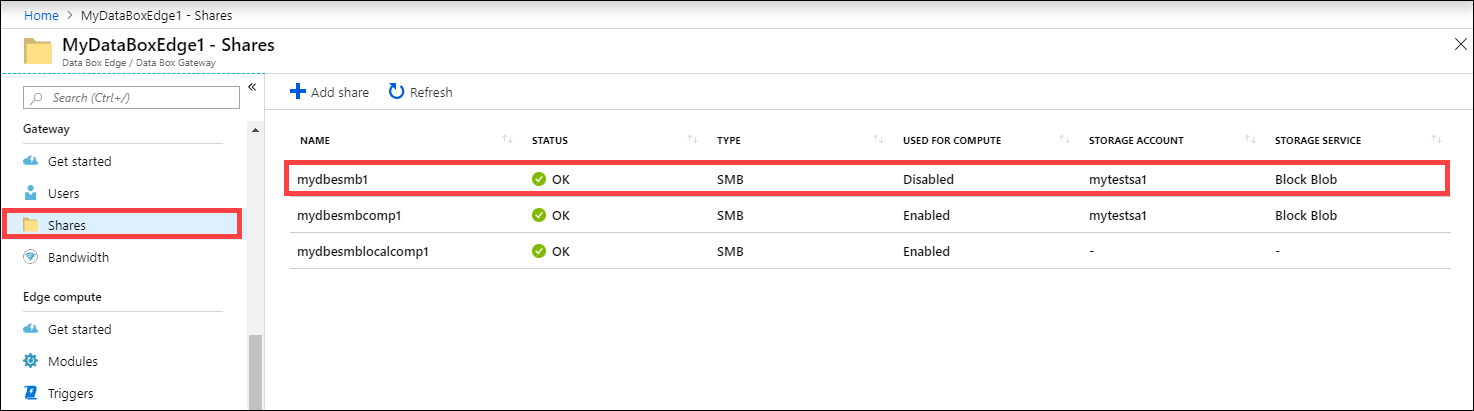 Home > MyDataBoxEdge1 - Shares
MyDataBoxEdge1 - Shares
Data Box Edge / Data Box Gateway
Search (Ctrl+/)
Gateway
Get started
Users
Shares
Bandwidth
Edge compute
Get started
Modules
Triggers
Add share Refresh
NAME STATUS TYPE USED FOR COMPUTE STORAGE ACCOUNT STORAGE SERVICE
mydbesmb1 OK SMB Disabled mytestsa1 Block Blob
mydbesmbcomp1 OK SMB Enabled mytestsa1 Block Blob
mydbesmblocalcomp1 OK SMB Enabled - -